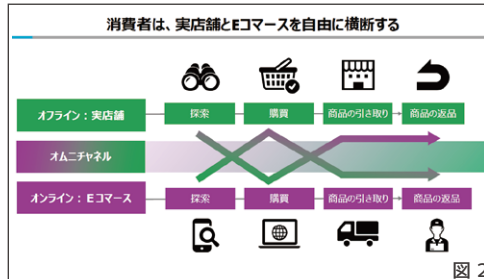 消費者は、実店舗とEコマースを自由に横断する
オフライン：実店舗
探索
購買
商品の引き取り
商品の返品
オムニチャネル
オンライン：Eコマース
探索
購買
商品の引き取り
商品の返品
図 2